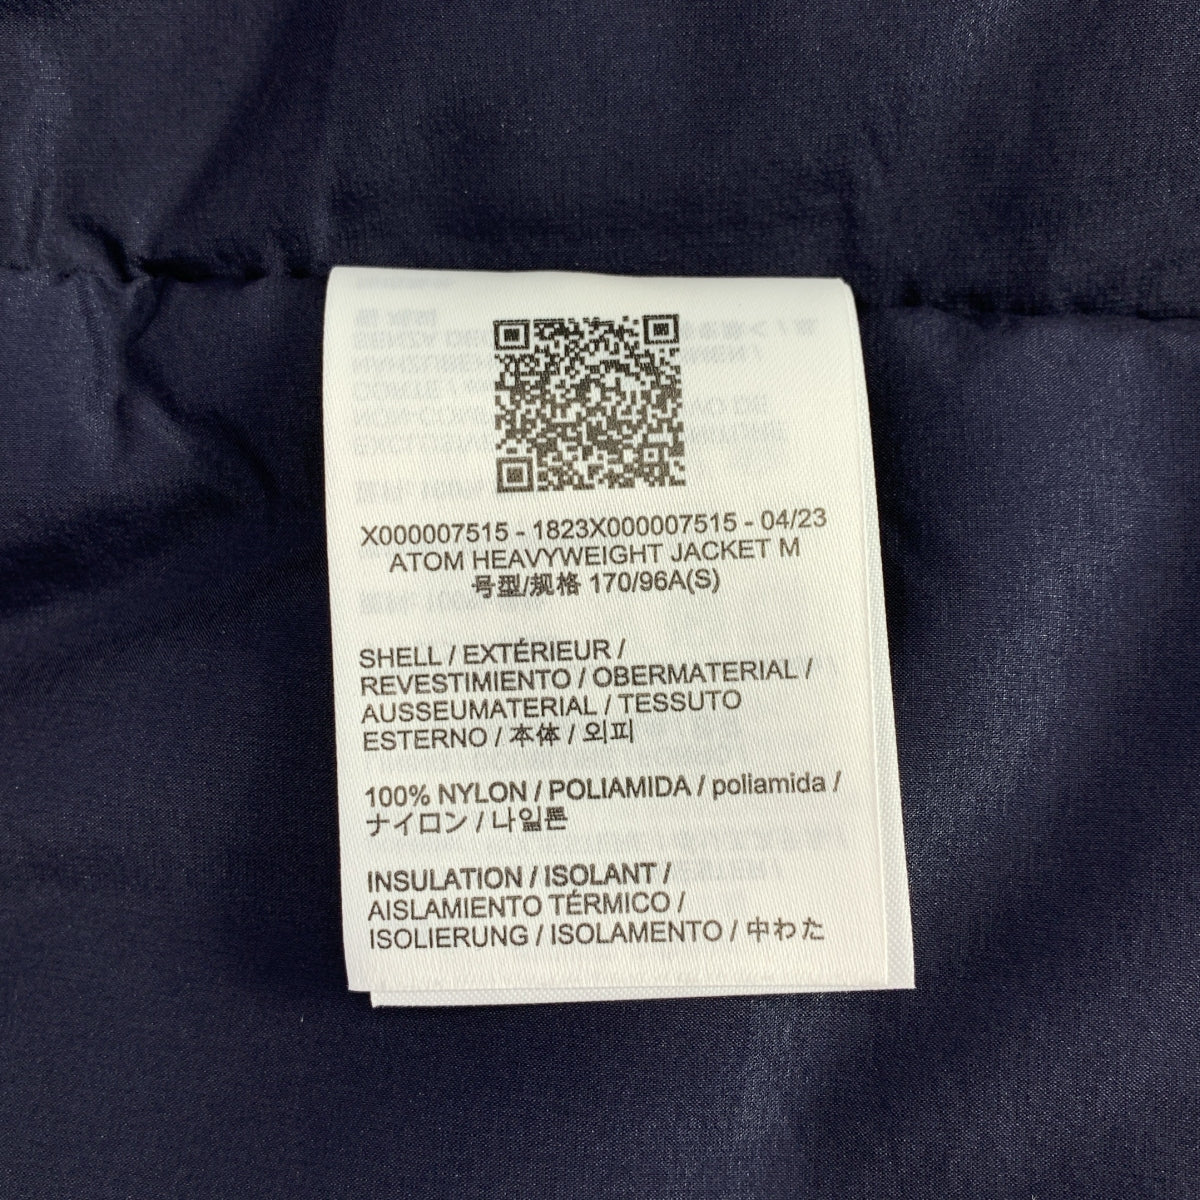 X000007515 - 1823X000007515 - 04/23
ATOM HEAVYWEIGHT JACKET M
号型/规格 170/96A(S)
SHELL / EXTÉRIEUR /
REVESTIMIENTO / OBERMATERIAL /
AUSSEUMATERIAL / TESSUTO
ESTERNO / 本体 / 외피
100% NYLON / POLIAMIDA / poliamida /
ナイロン / 나일론
INSULATION / ISOLANT /
AISLAMIENTO TÉRMICO /
ISOLIERUNG / ISOLAMENTO / 中わた